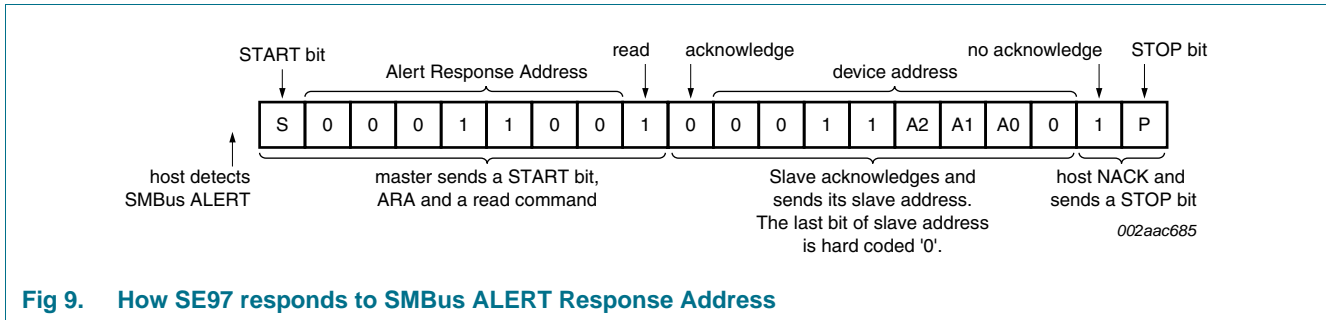 START bit
Alert Response Address
read
acknowledge
device address
no acknowledge
STOP bit
S 0 0 0 1 1 0 0 1 0 0 0 1 1 A2 A1 A0 0 1 P
host detects
SMBus ALERT
master sends a START bit,
ARA and a read command
Slave acknowledges and
sends its slave address.
The last bit of slave address
is hard coded '0'.
host NACK and
sends a STOP bit
002aac685
Fig 9. How SE97 responds to SMBus ALERT Response Address